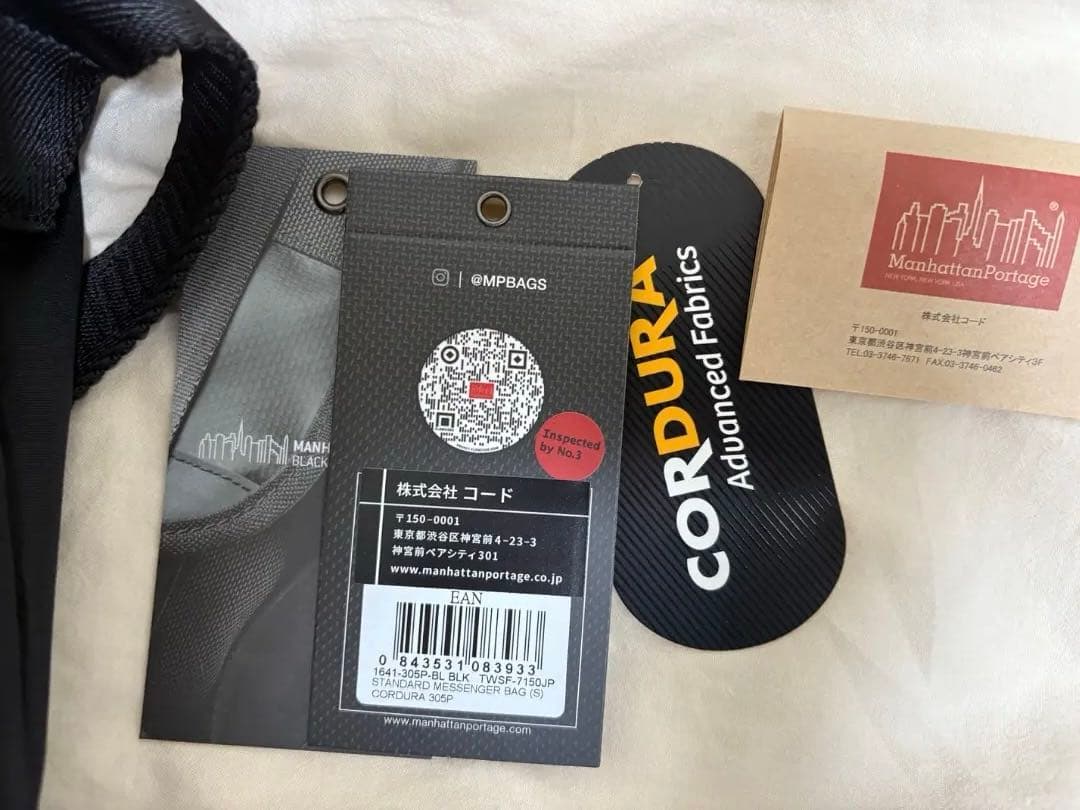 MANH
BLACK
@MPBAGS
Inspected
by No.3
株式会社 コード
〒150-0001
東京都渋谷区神宮前4-23-3
神宮前ペアシティ301
www.manhattanportage.co.jp
EAN
0 843531 083933
1641-305P-BL BLK TWSF-7150JP
STANDARD MESSENGER BAG (S)
CORDURA 305P
www.manhattanportage.com
CORDURA
Advanced Fabrics
®
ManhattanPortage
NEW YORK, NEW YORK USA
株式会社コード
〒150-0001
東京都渋谷区神宮前4-23-3神宮前ペアシティ3F
TEL.03-3746-7671 FAX.03-3746-0462